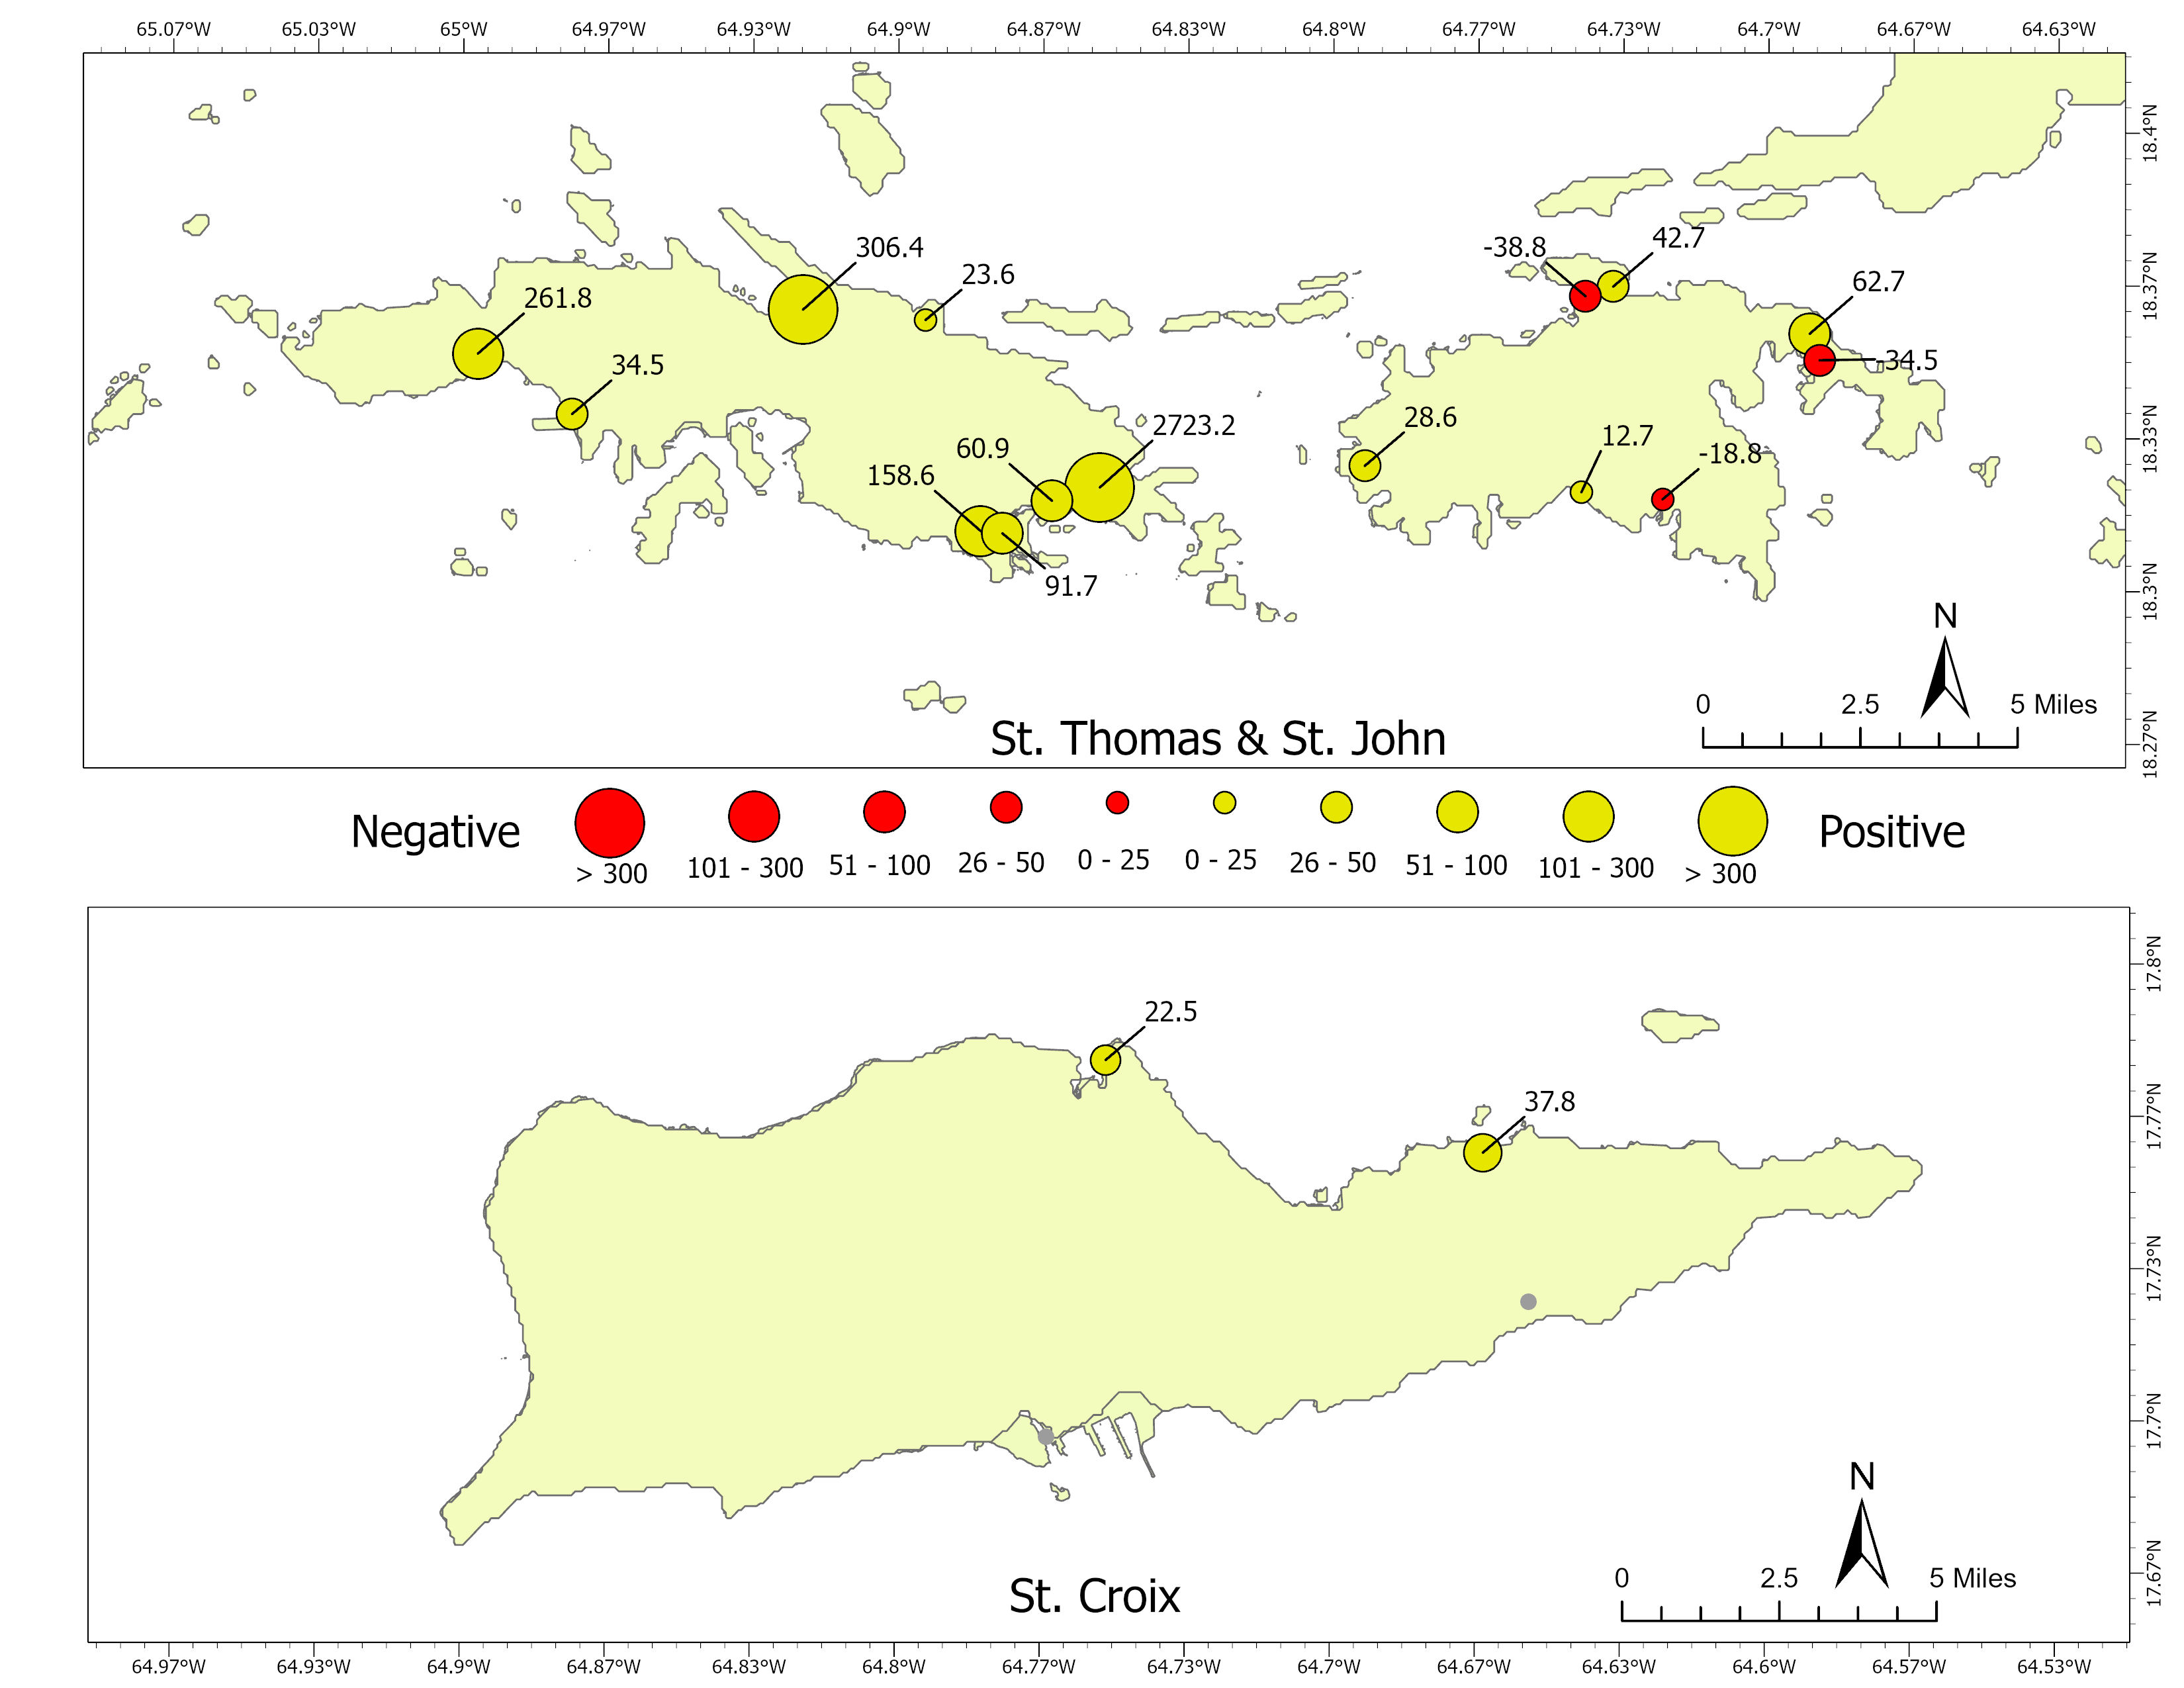 65.07°W 65.03°W 65°W 64.97°W 64.93°W 64.9°W 64.87°W 64.83°W 64.8°W 64.77°W 64.73°W 64.7°W 64.67°W 64.63°W
18.4°N
306.4
-38.8
42.7
23.6
18.37°N
261.8
62.7
34.5
-34.5
28.6
2723.2
12.7
60.9
-18.8
18.33°N
158.6
91.7
18.3°N
N
0 2.5 5 Miles
St. Thomas & St. John
18.27°N
Negative
Positive
> 300 101 - 300 51 - 100 26 - 50 0 - 25 0 - 25 26 - 50 51 - 100 101 - 300 > 300
17.8°N
22.5
37.8
17.77°N
17.73°N
17.7°N
N
17.67°N
0 2.5 5 Miles
St. Croix
64.97°W 64.93°W 64.9°W 64.87°W 64.83°W 64.8°W 64.77°W 64.73°W 64.7°W 64.67°W 64.63°W 64.6°W 64.57°W 64.53°W